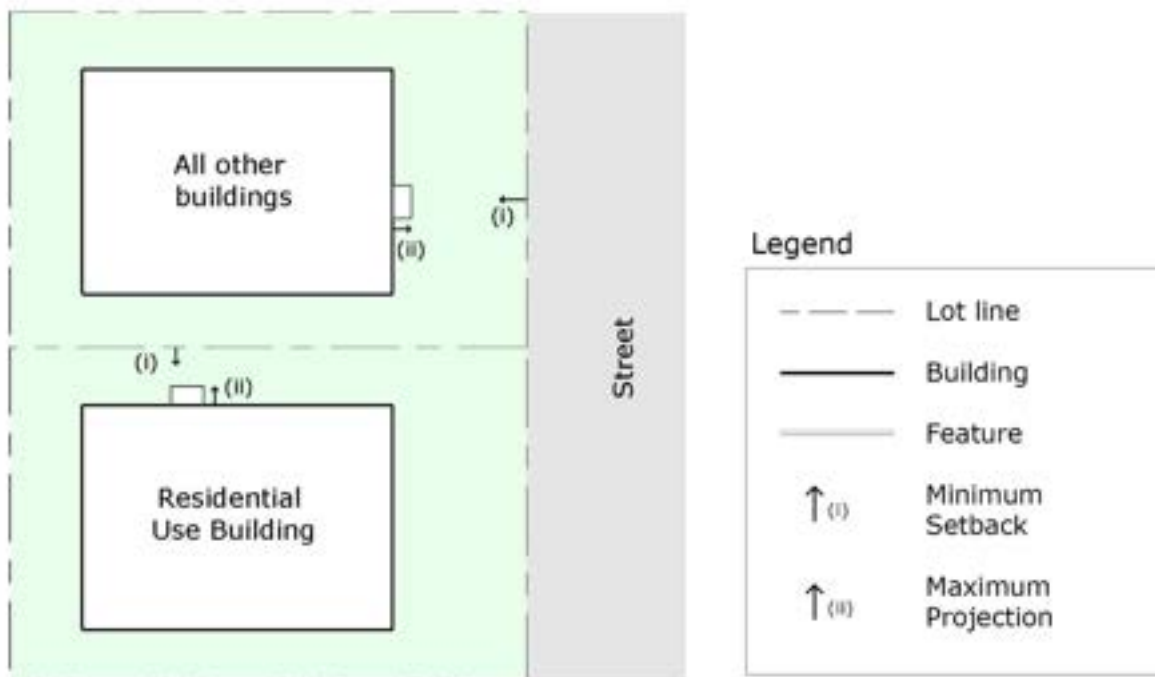 All other
buildings
(i)
(ii)
(i)
(ii)
Residential
Use Building
Street
Legend
Lot line
Building
Feature
(i)
Minimum
Setback
(ii)
Maximum
Projection